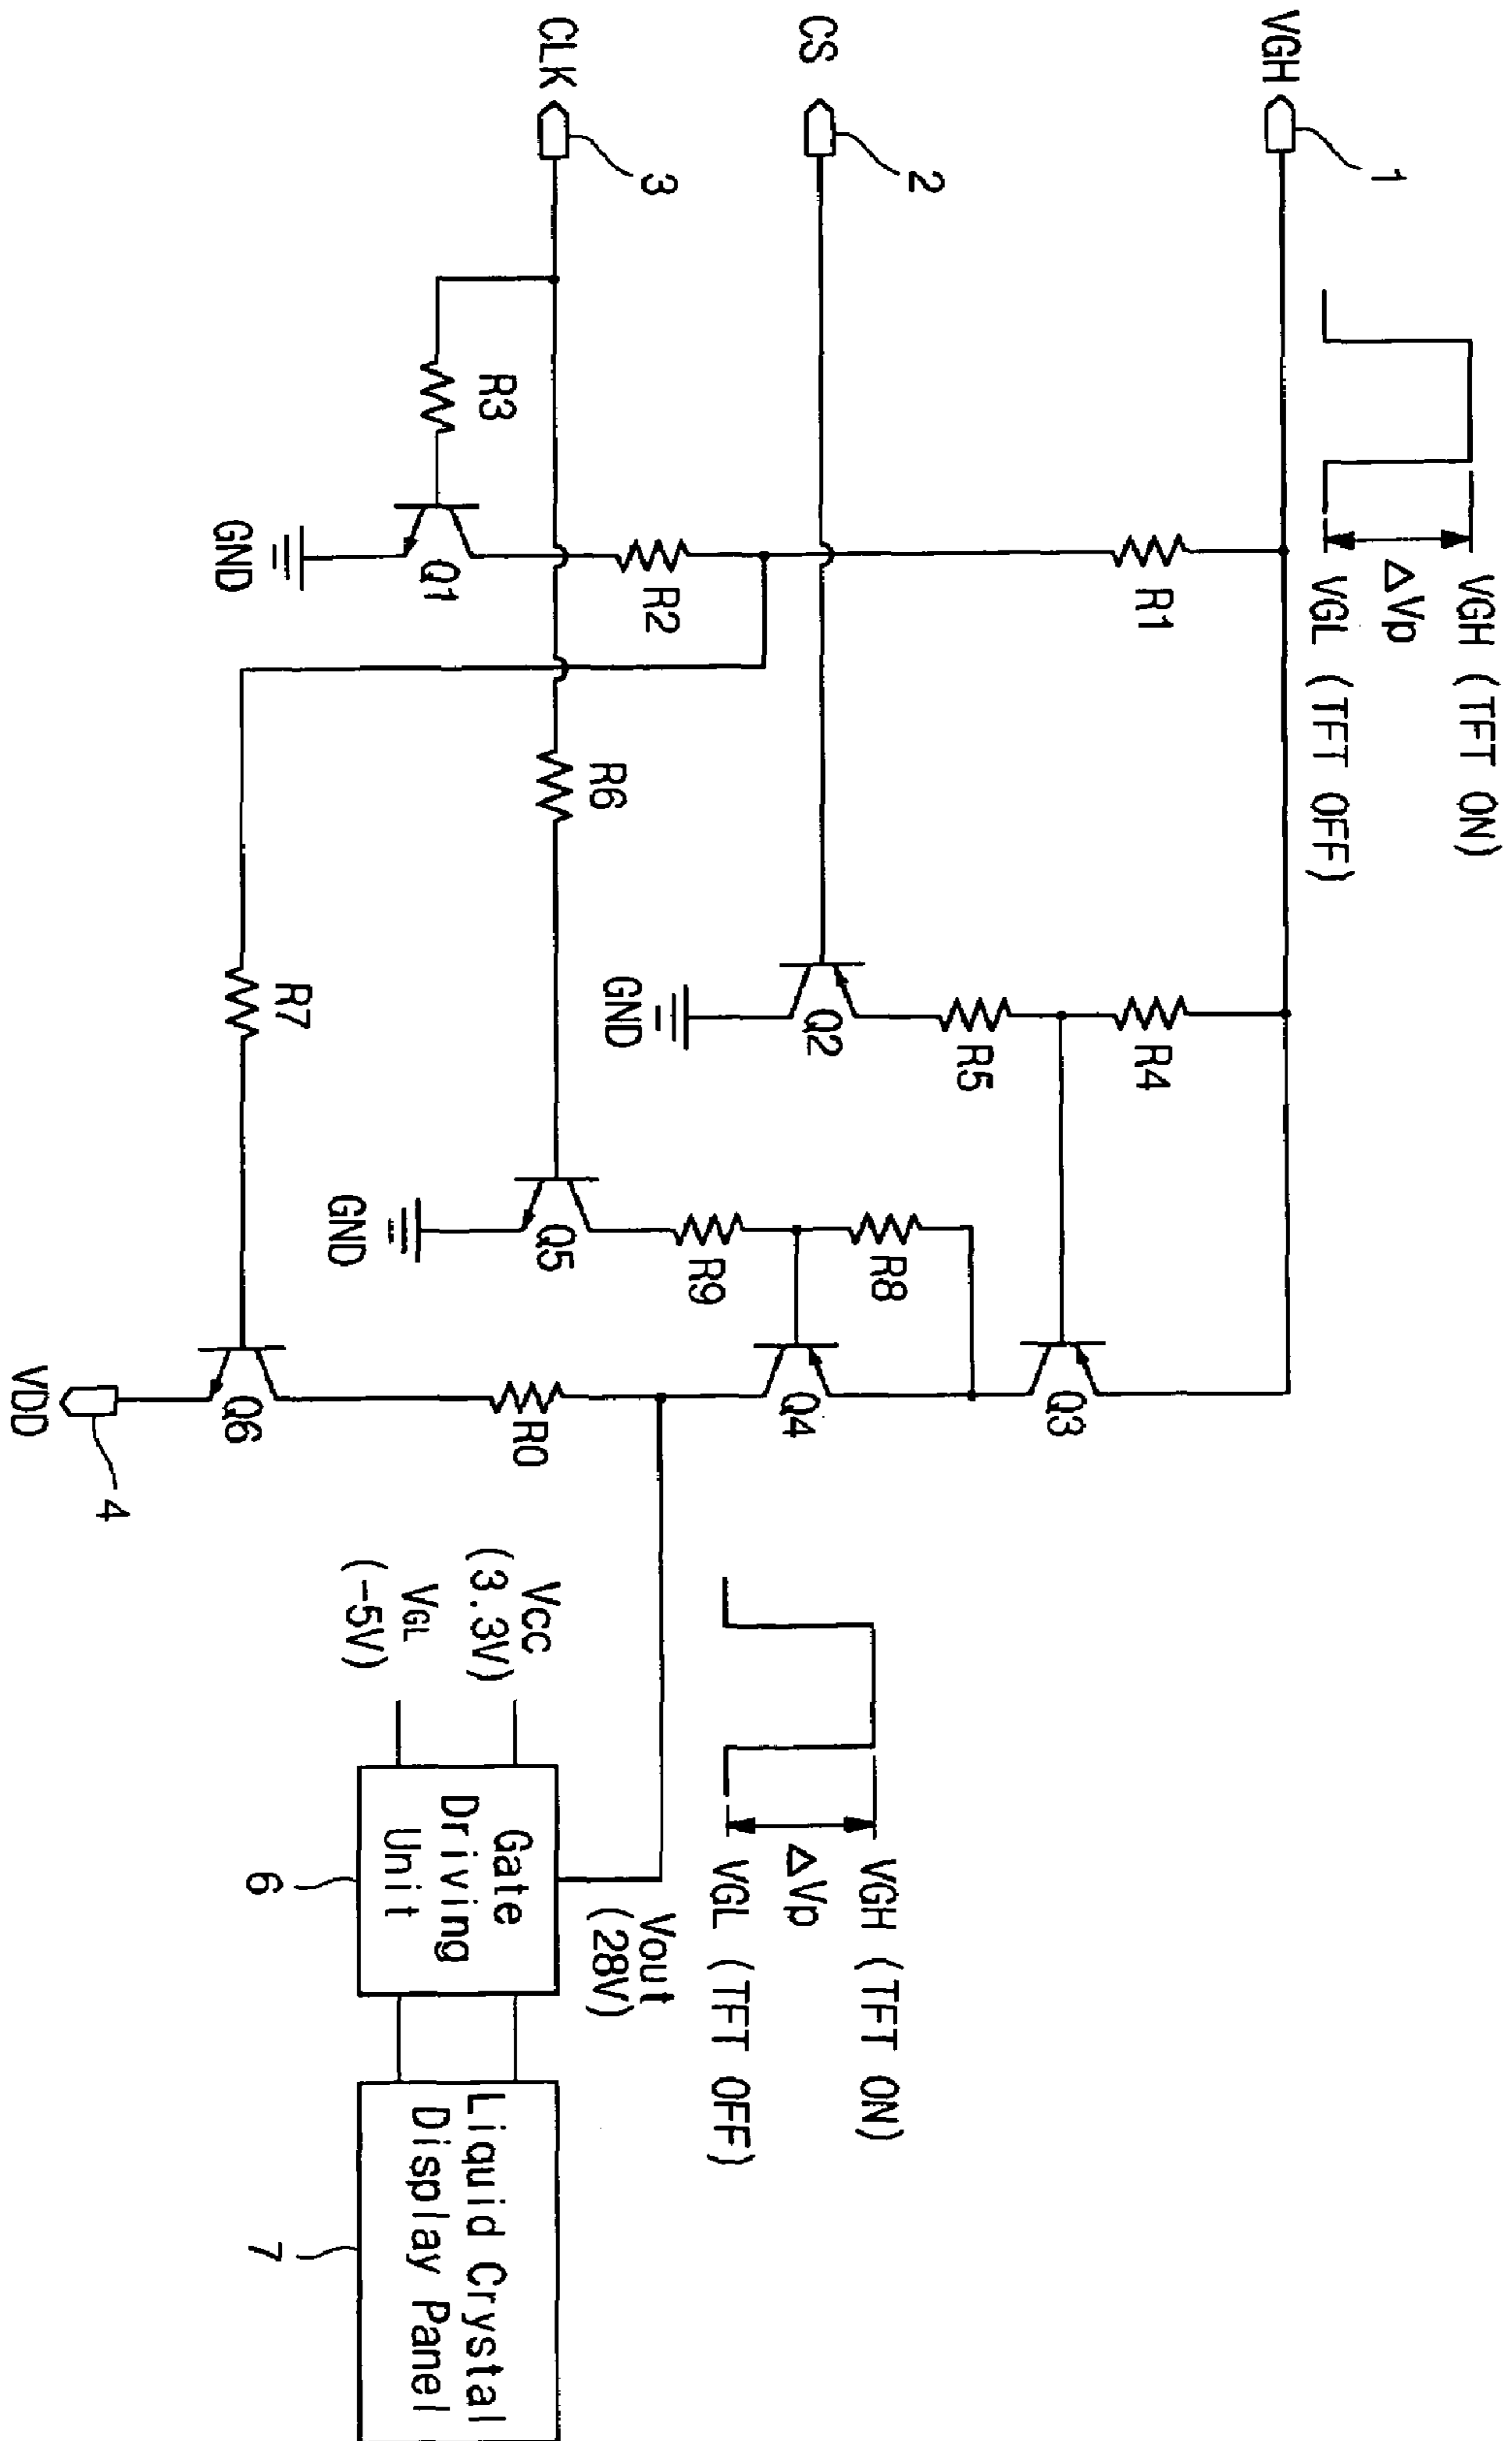 VGH
1
VGH (TFT ON)
ΔVp
VGL (TFT OFF)
R1
R4
Q3
CS
2
R2
R5
Q2
GND
R8
Q4
R9
CLK
3
R3
Q1
GND
R6
Q5
GND
R7
R0
Q6
VDD
4
VGH (TFT ON)
ΔVp
VGL (TFT OFF)
Vout
(28V)
Vcc
(3.3V)
VGL
(-5V)
Gate
Driving
Unit
6
Liquid Crystal
Display Panel
7